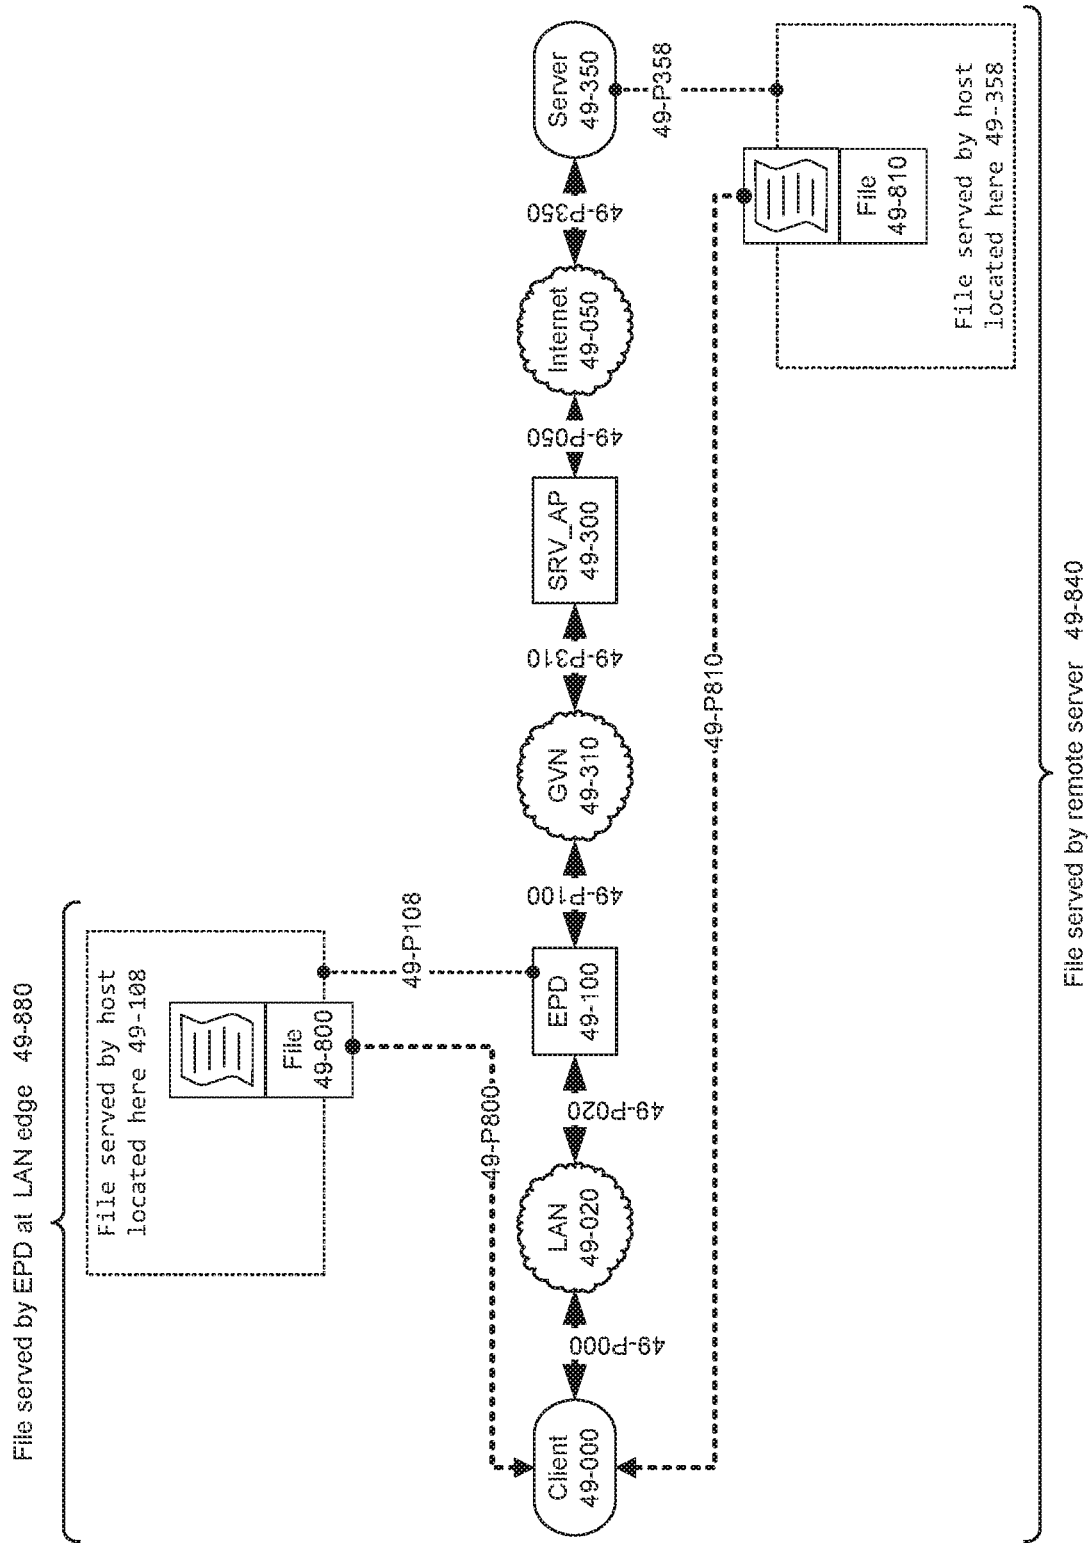 File served by EPD at LAN edge 49-880
File served by host
located here 49-108
File
49-800
49-P108
49-P800
Client
49-000
49-P000
LAN
49-020
49-P020
EPD
49-100
49-P100
GVN
49-310
49-P310
SRV_AP
49-300
49-P050
Internet
49-050
49-P350
Server
49-350
49-P358
49-P810
File
49-810
File served by host
located here 49-358
File served by remote server 49-840